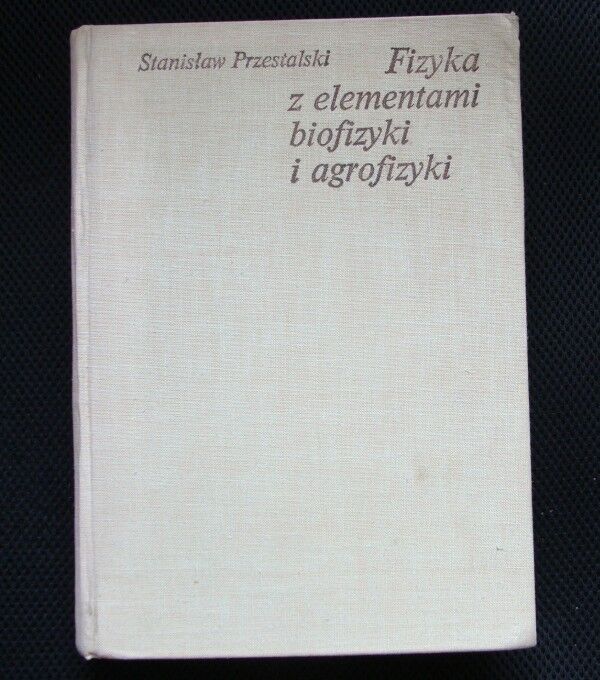 Stanisław Przestalski
Fizyka
z elementami
biofizyki
i agrofizyki